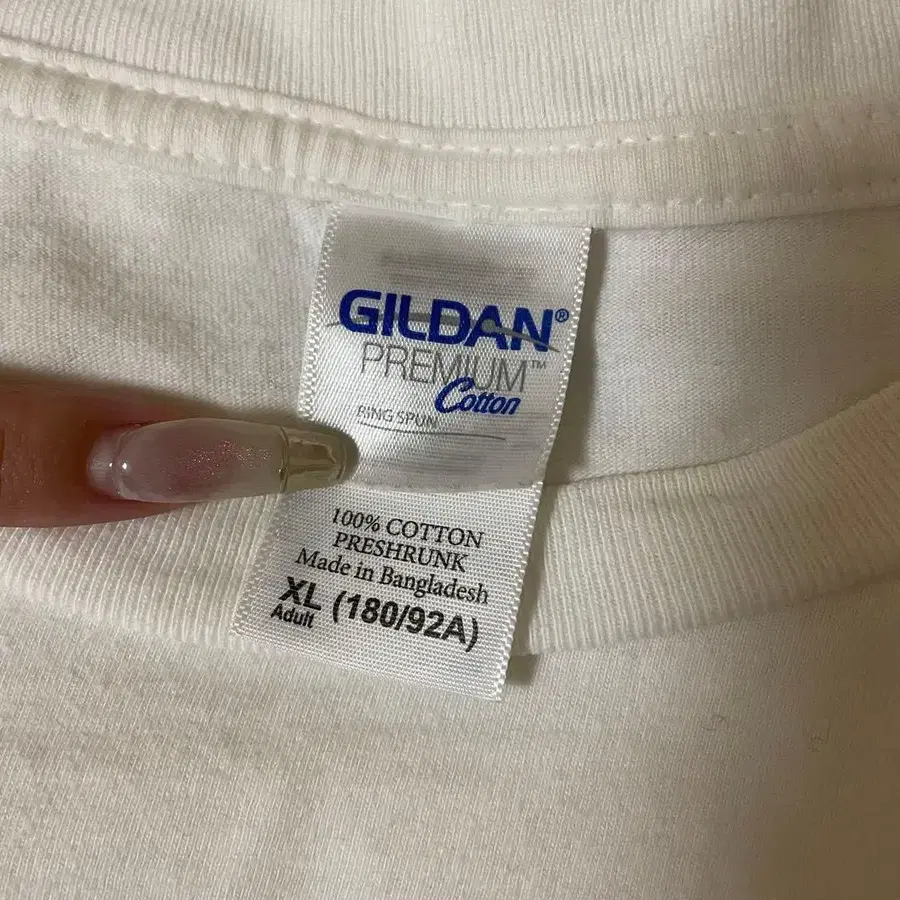 GILDAN®
PREMIUM™
Cotton
RING SPUN
100% COTTON
PRESHRUNK
Made in Bangladesh
XL (180/92A)
Adult